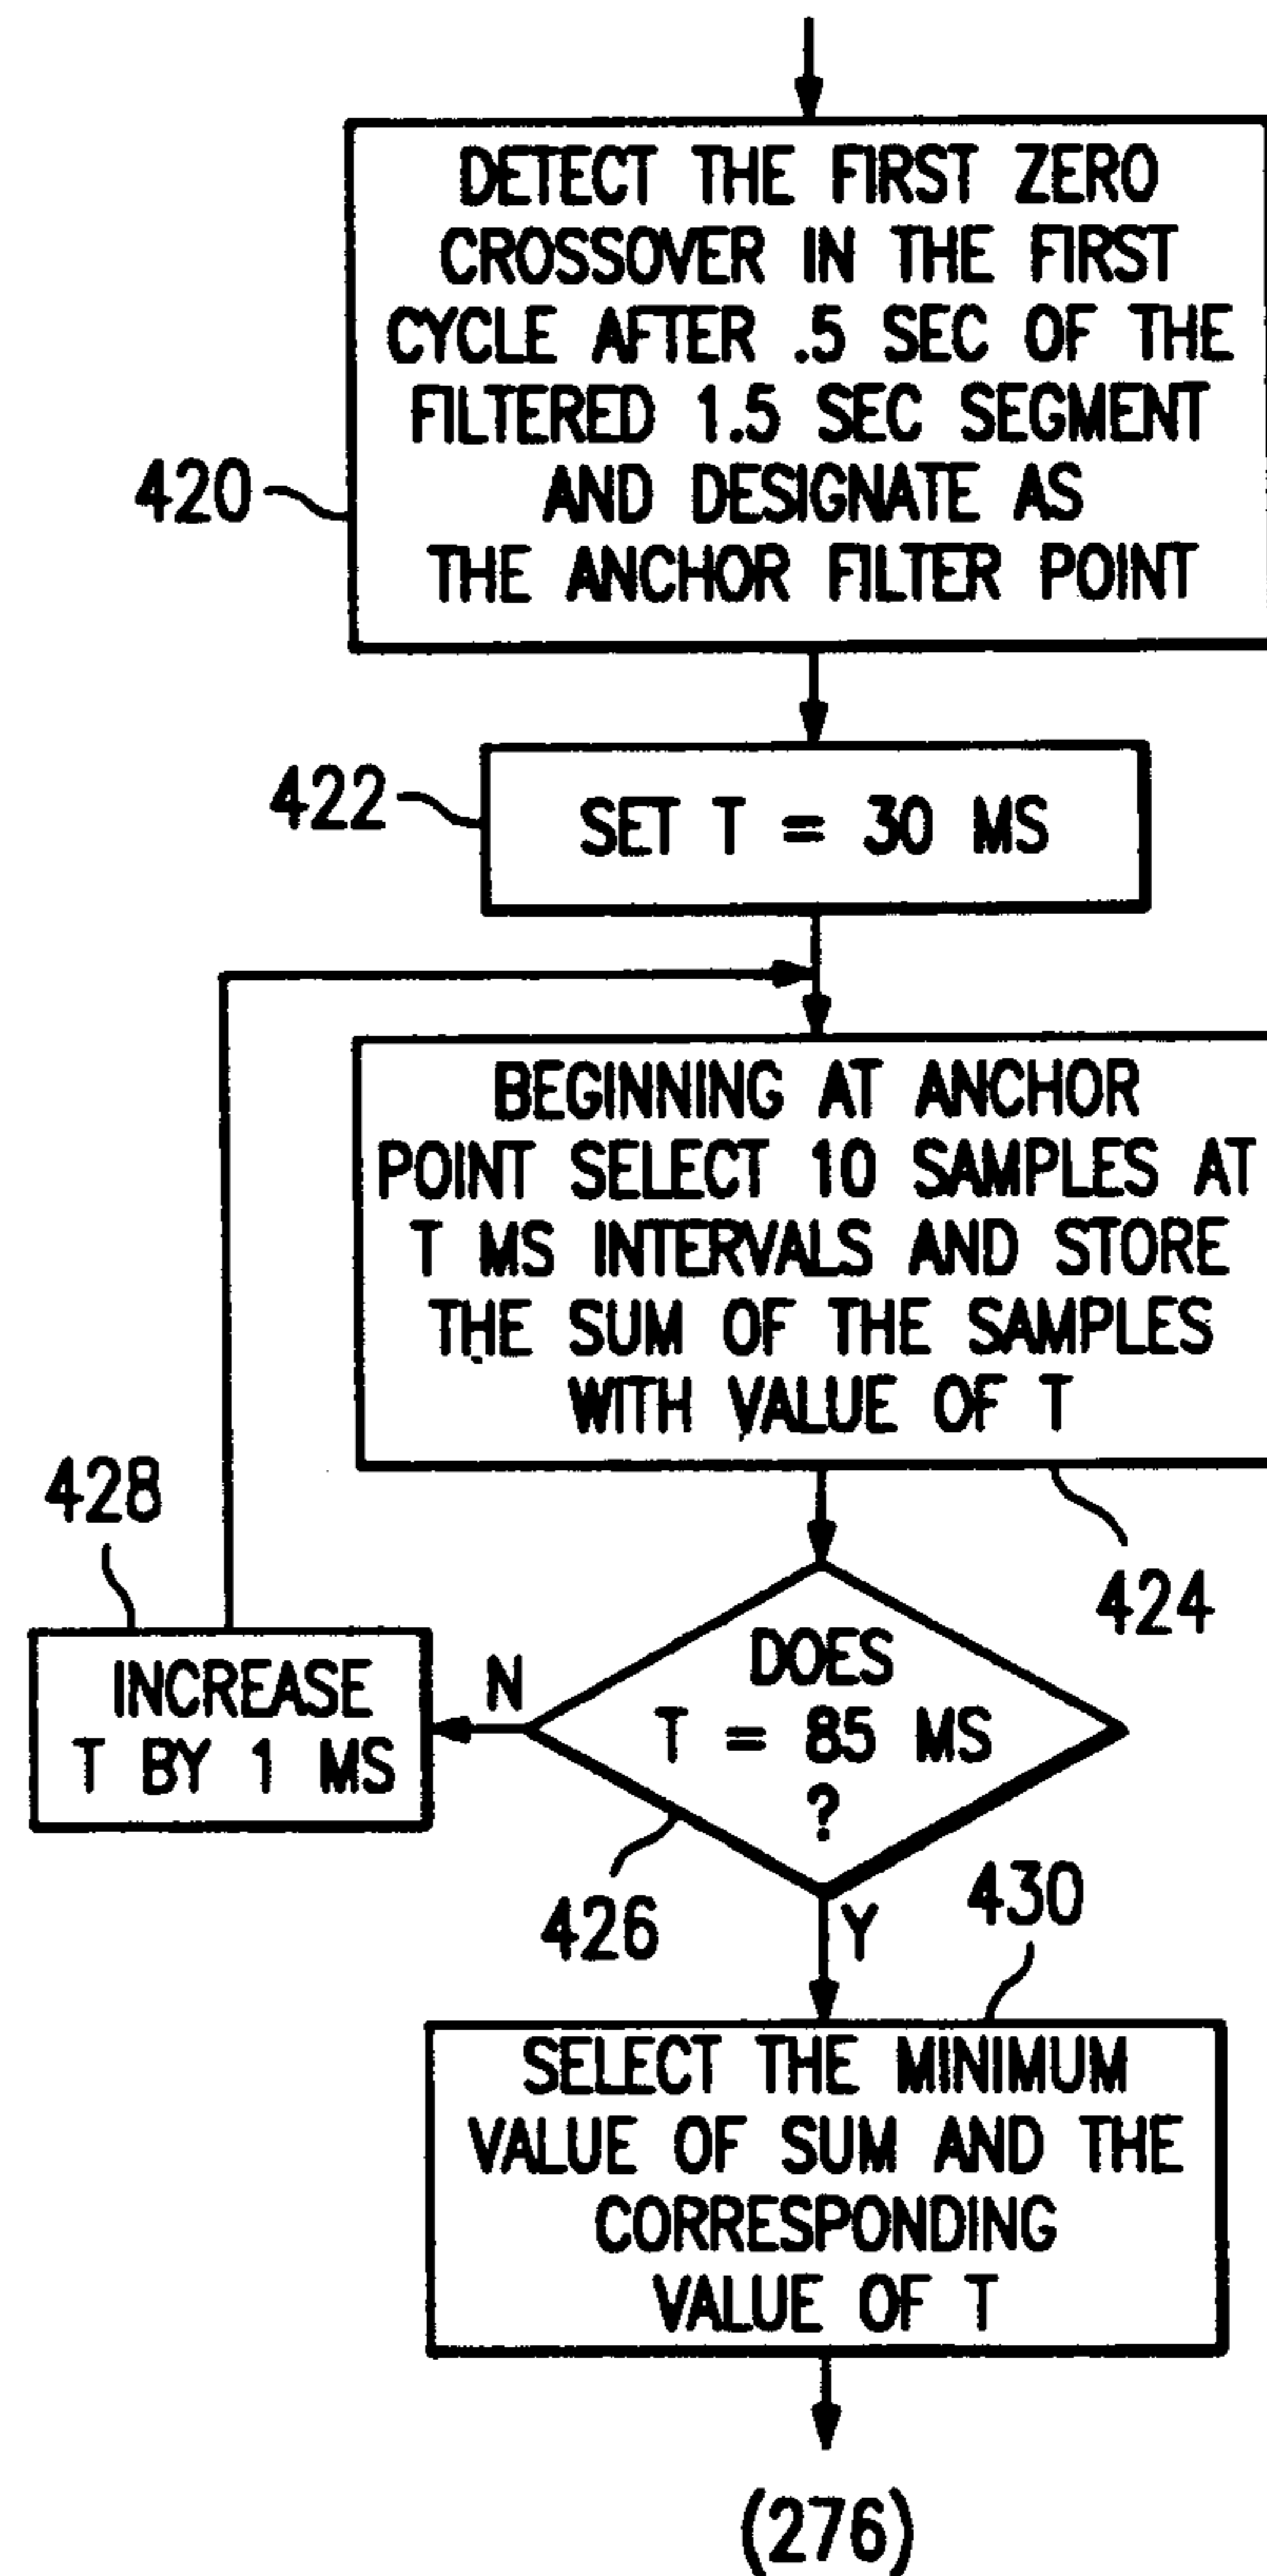 DETECT THE FIRST ZERO
CROSSOVER IN THE FIRST
CYCLE AFTER .5 SEC OF THE
FILTERED 1.5 SEC SEGMENT
AND DESIGNATE AS
THE ANCHOR FILTER POINT
420
422
SET T = 30 MS
BEGINNING AT ANCHOR
POINT SELECT 10 SAMPLES AT
T MS INTERVALS AND STORE
THE SUM OF THE SAMPLES
WITH VALUE OF T
424
428
INCREASE
T BY 1 MS
N
DOES
T = 85 MS
?
426
Y
430
SELECT THE MINIMUM
VALUE OF SUM AND THE
CORRESPONDING
VALUE OF T
(276)